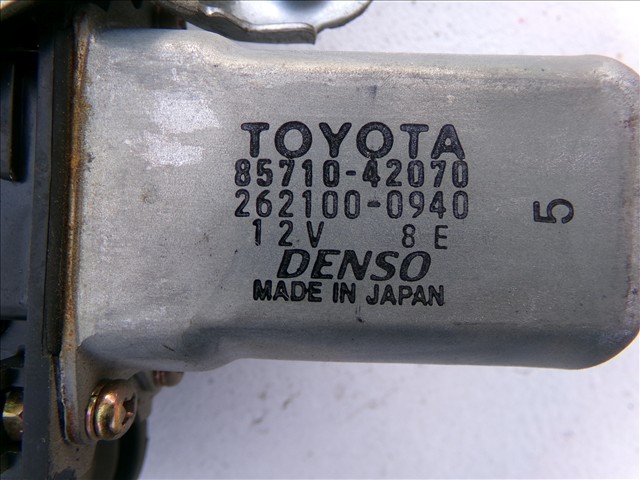 TOYOTA
85710-42070
262100-0940
12V 8E
DENSO
MADE IN JAPAN
5